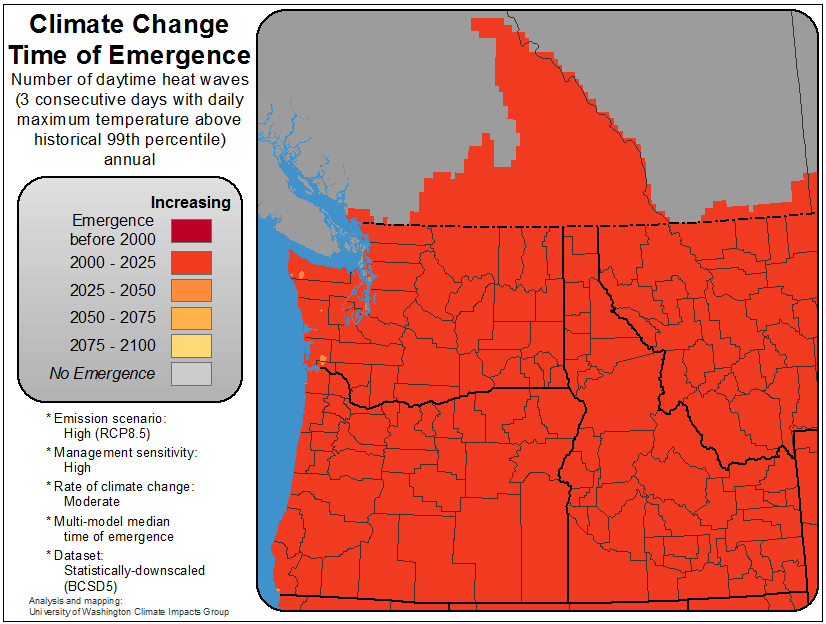 Climate Change
Time of Emergence
Number of daytime heat waves
(3 consecutive days with daily
maximum temperature above
historical 99th percentile)
annual
Increasing
Emergence
before 2000
2000 - 2025
2025 - 2050
2050 - 2075
2075 - 2100
No Emergence
* Emission scenario:
High (RCP8.5)
* Management sensitivity:
High
* Rate of climate change:
Moderate
* Multi-model median
time of emergence
* Dataset:
Statistically-downscaled
(BCSD5)
Analysis and mapping:
University of Washington Climate Impacts Group